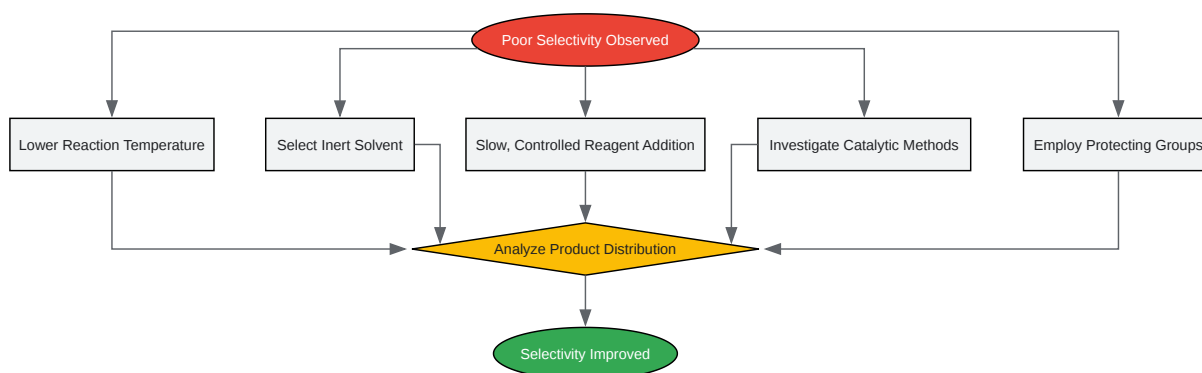 Poor Selectivity Observed
Lower Reaction Temperature
Select Inert Solvent
Slow, Controlled Reagent Addition
Investigate Catalytic Methods
Employ Protecting Groups
Analyze Product Distribution
Selectivity Improved